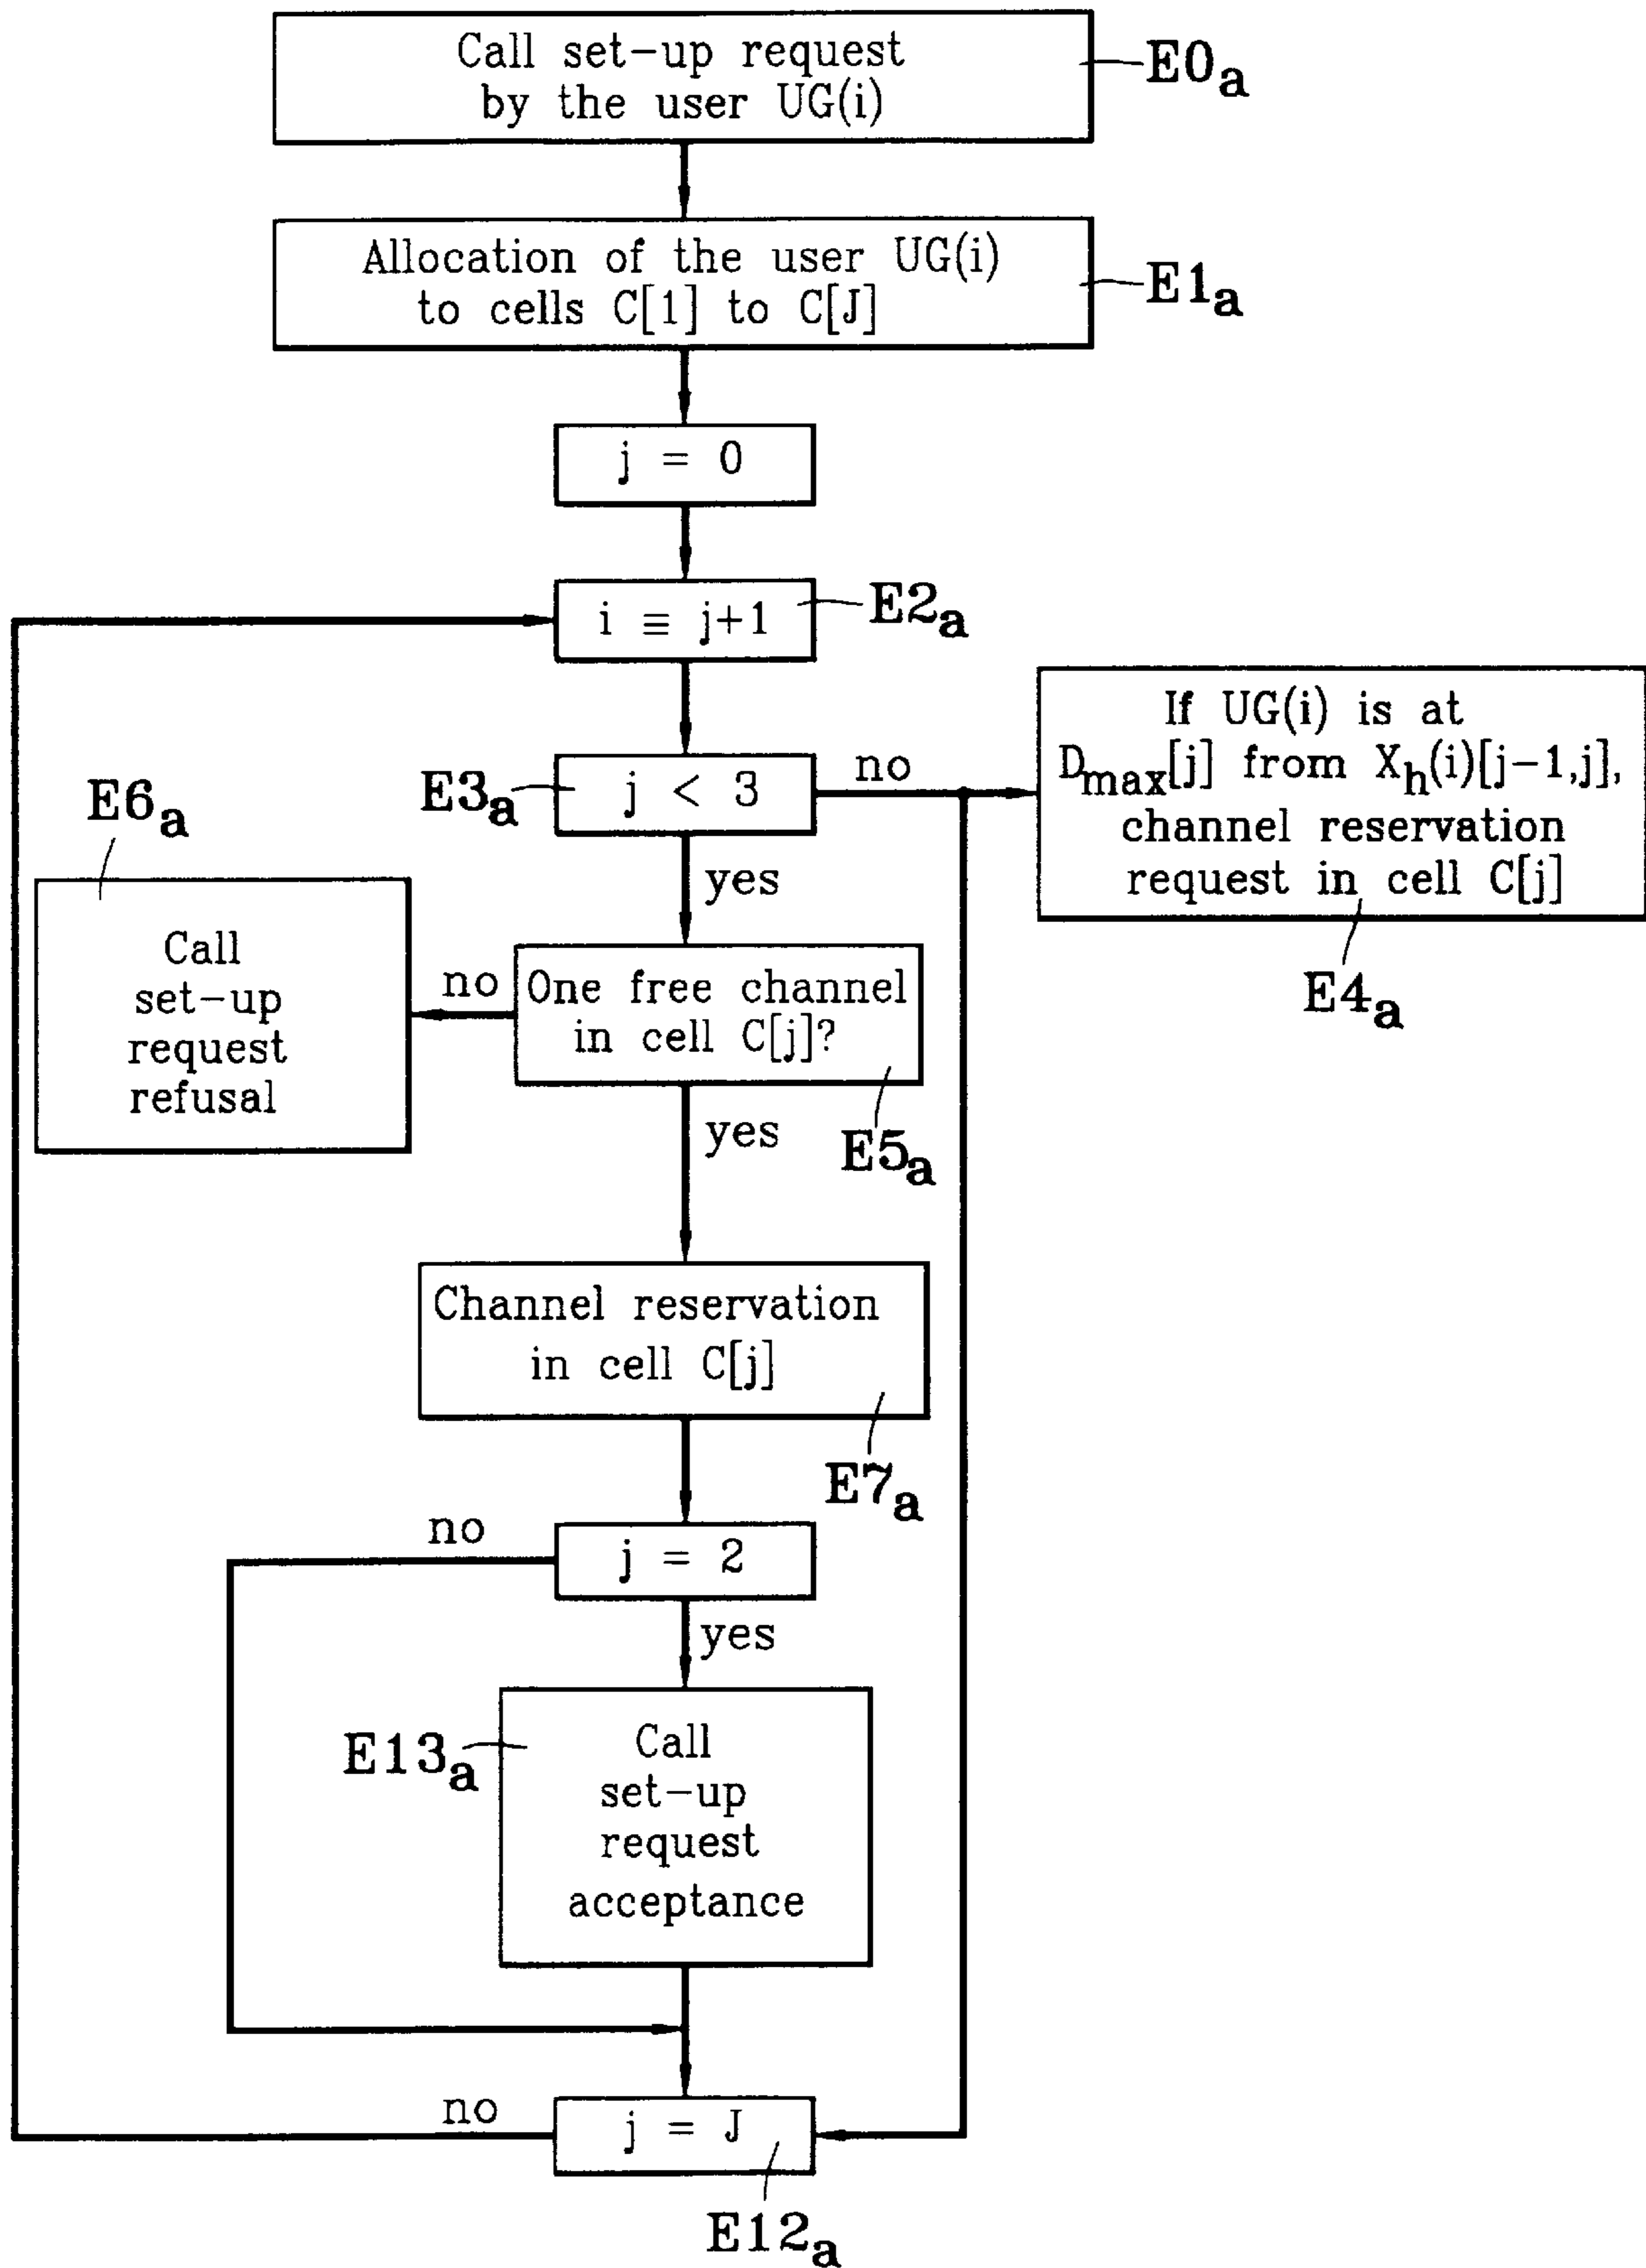 Call set-up request
by the user UG(i)
E0a
Allocation of the user UG(i)
to cells C[1] to C[J]
E1a
j = 0
i ≡ j+1
E2a
j < 3
E3a
no
If UG(i) is at
Dmax[j] from Xh(i)[j-1,j],
channel reservation
request in cell C[j]
E4a
yes
E6a
Call
set-up
request
refusal
no
One free channel
in cell C[j]?
E5a
yes
Channel reservation
in cell C[j]
E7a
no
j = 2
yes
E13a
Call
set-up
request
acceptance
no
j = J
E12a